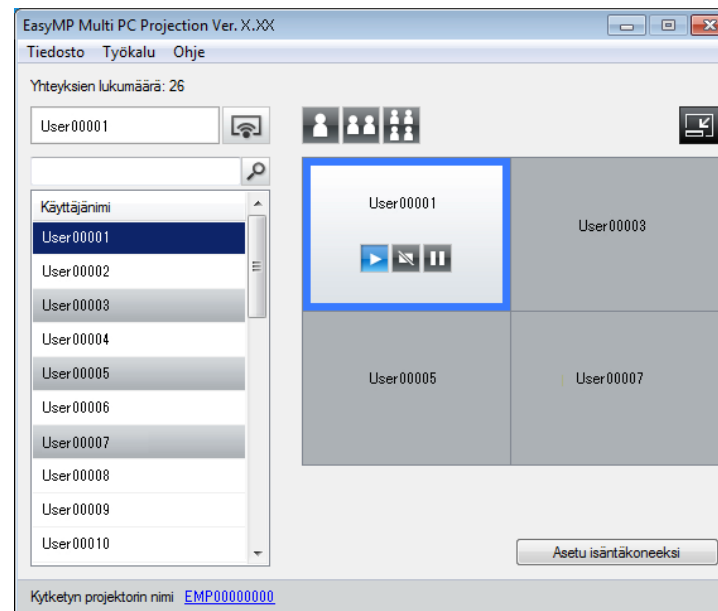 EasyMP Multi PC Projection Ver. X.XX
Tiedosto Työkalu Ohje
Yhteyksien lukumäärä: 26
User00001
Käyttäjänimi
User00001
User00002
User00003
User00004
User00005
User00006
User00007
User00008
User00009
User00010
User00001
User00003
User00005
User00007
Asetu isäntäkoneeksi
Kytketyn projektorin nimi EMP00000000